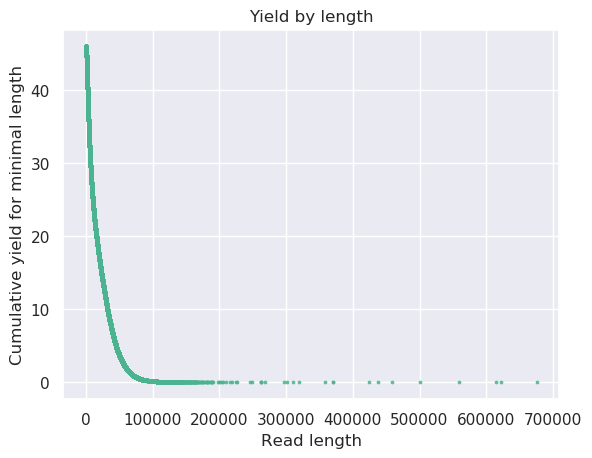 Yield by length
Cumulative yield for minimal length
40
30
20
10
0
0 100000 200000 300000 400000 500000 600000 700000
Read length